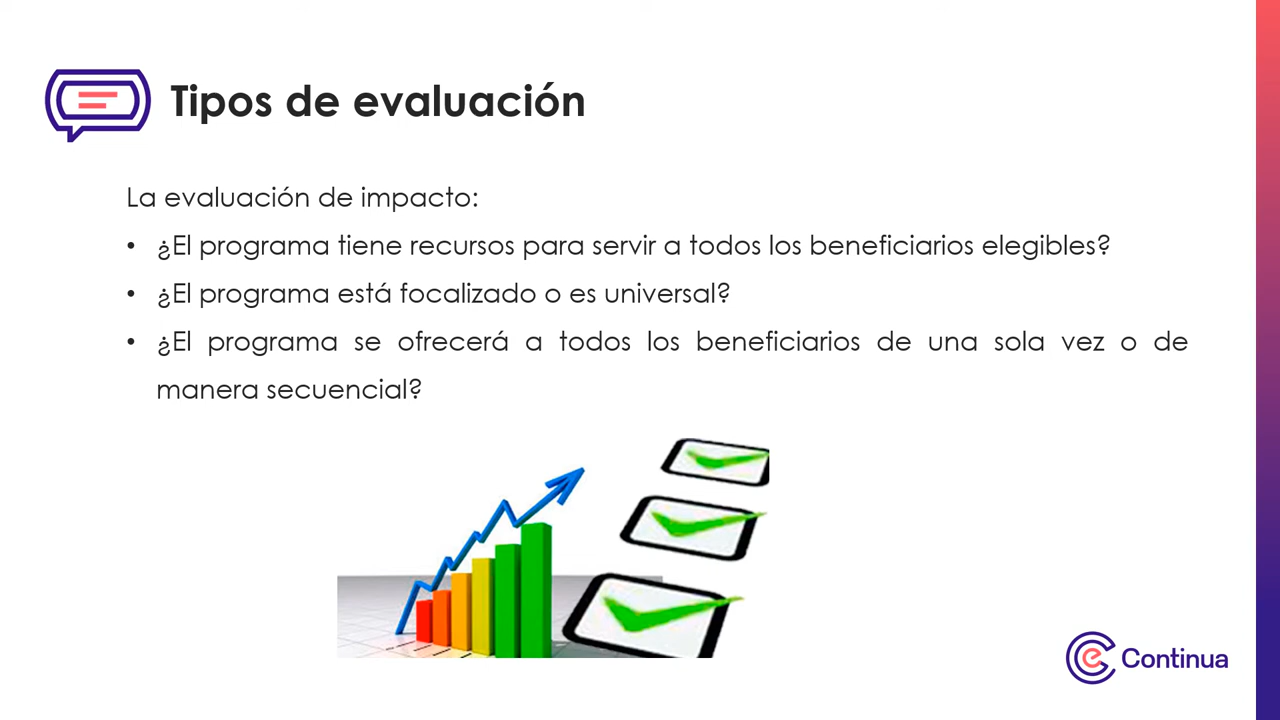 Tipos de evaluación
La evaluación de impacto:
• ¿El programa tiene recursos para servir a todos los beneficiarios elegibles?
• ¿El programa está focalizado o es universal?
• ¿El programa se ofrecerá a todos los beneficiarios de una sola vez o de
manera secuencial?
Continua